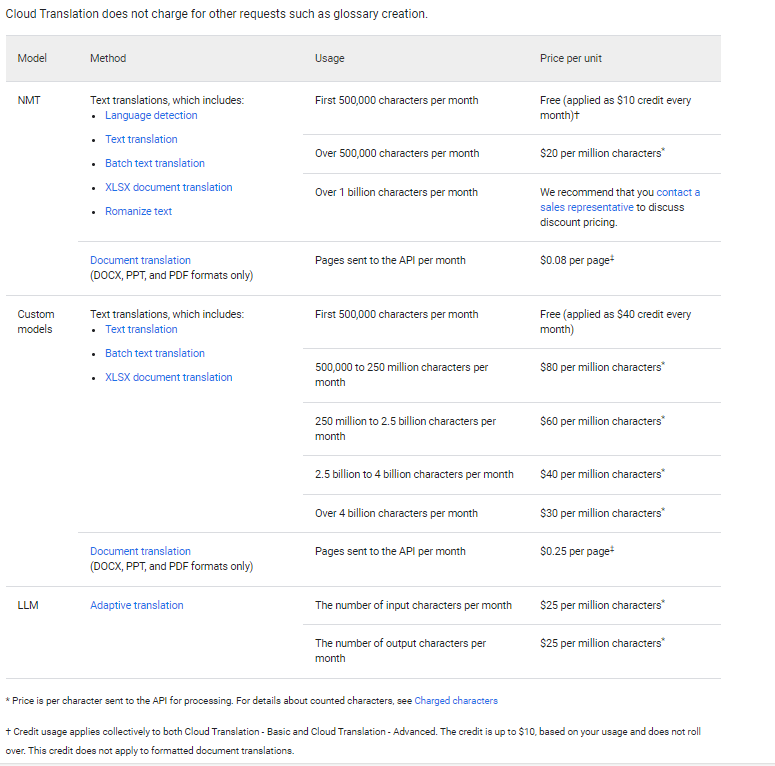 Cloud Translation does not charge for other requests such as glossary creation.
Model Method Usage Price per unit
NMT
Text translations, which includes:
• Language detection
• Text translation
• Batch text translation
• XLSX document translation
• Romanize text
First 500,000 characters per month
Free (applied as $10 credit every
month)†
Over 500,000 characters per month
$20 per million characters*
Over 1 billion characters per month
We recommend that you contact a
sales representative to discuss
discount pricing.
Document translation
(DOCX, PPT, and PDF formats only)
Pages sent to the API per month
$0.08 per page‡
Custom
models
Text translations, which includes:
• Text translation
• Batch text translation
• XLSX document translation
First 500,000 characters per month
Free (applied as $40 credit every
month)
500,000 to 250 million characters per
month
$80 per million characters*
250 million to 2.5 billion characters per
month
$60 per million characters*
2.5 billion to 4 billion characters per month
$40 per million characters*
Over 4 billion characters per month
$30 per million characters*
Document translation
(DOCX, PPT, and PDF formats only)
Pages sent to the API per month
$0.25 per page‡
LLM
Adaptive translation
The number of input characters per month
$25 per million characters*
The number of output characters per
month
$25 per million characters*
* Price is per character sent to the API for processing. For details about counted characters, see Charged characters
† Credit usage applies collectively to both Cloud Translation - Basic and Cloud Translation - Advanced. The credit is up to $10, based on your usage and does not roll
over. This credit does not apply to formatted document translations.